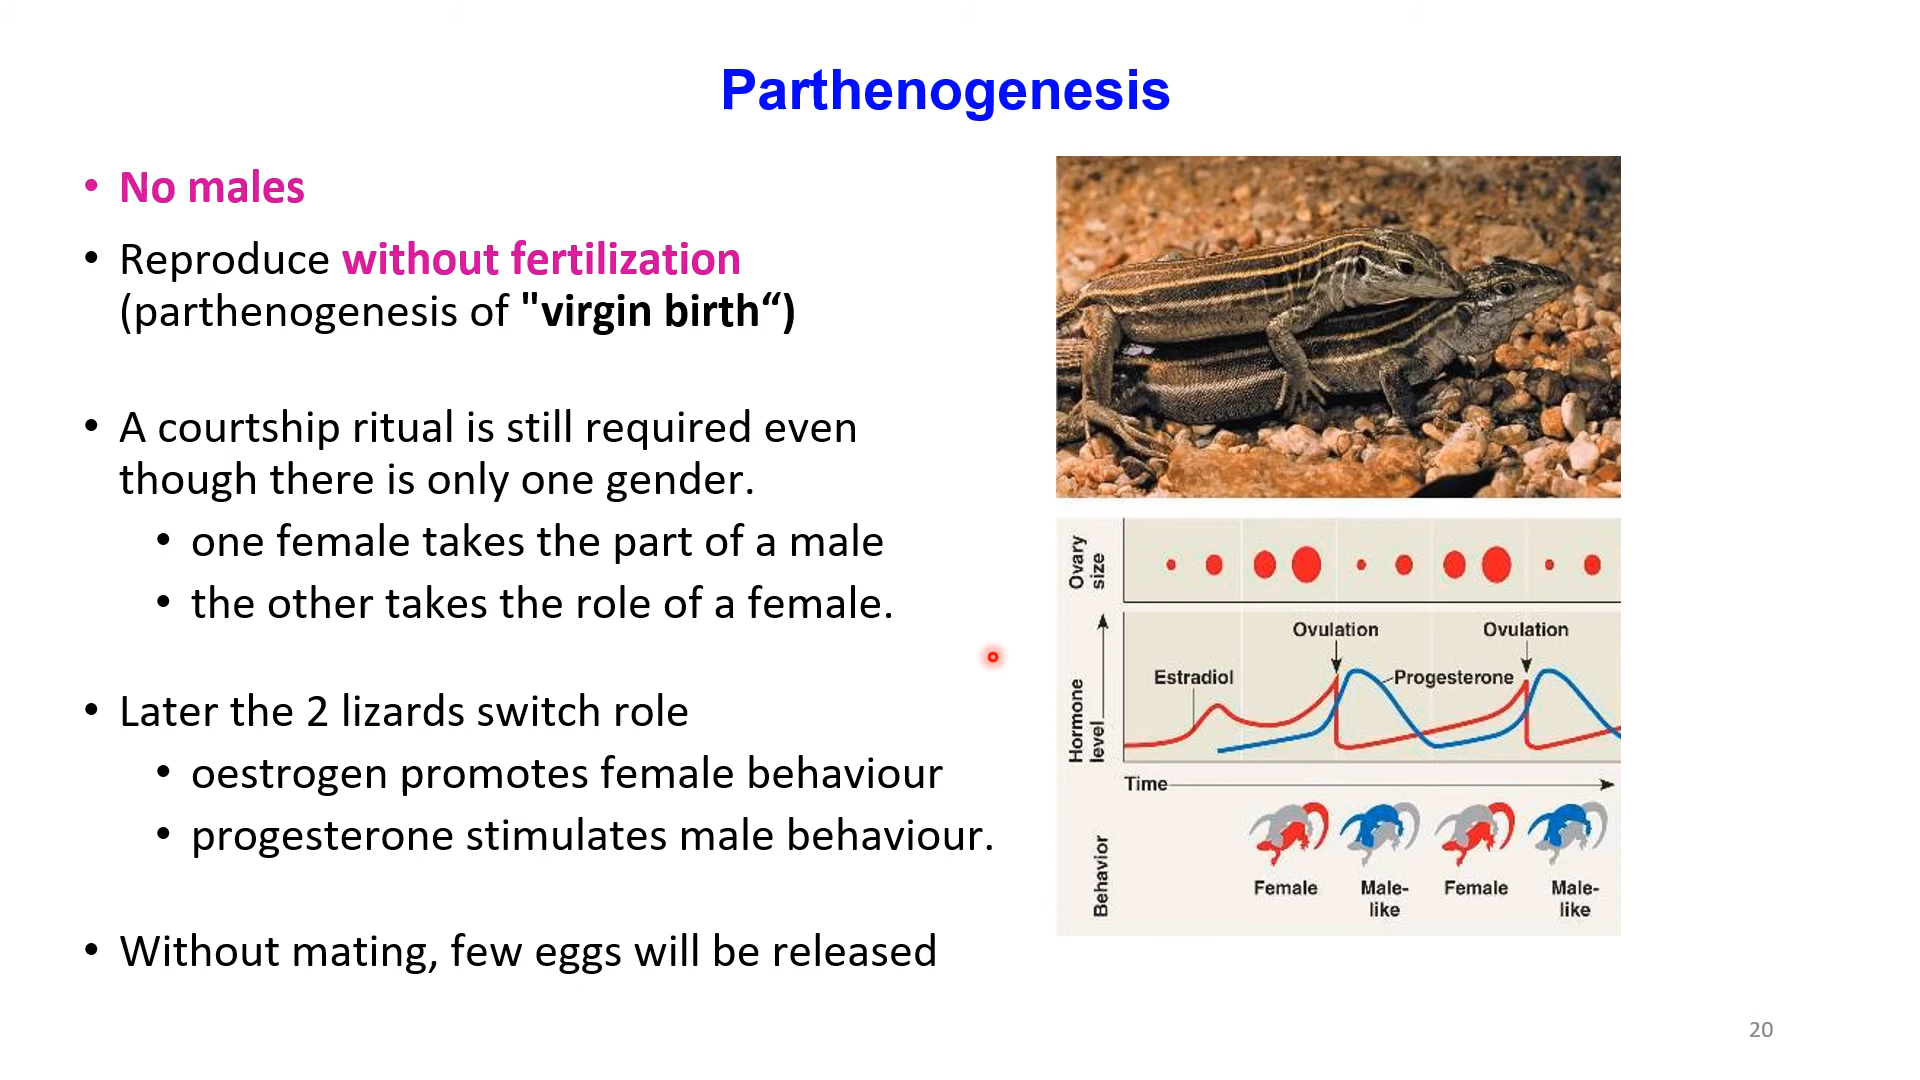 Parthenogenesis
• No males
• Reproduce without fertilization
(parthenogenesis of "virgin birth“)
• A courtship ritual is still required even
though there is only one gender.
• one female takes the part of a male
• the other takes the role of a female.
• Later the 2 lizards switch role
• oestrogen promotes female behaviour
• progesterone stimulates male behaviour.
• Without mating, few eggs will be released
Ovary
size
Ovulation
Ovulation
Estradiol
Progesterone
Hormone
level
Time
Behavior
Female
Male-
like
Female
Male-
like
20